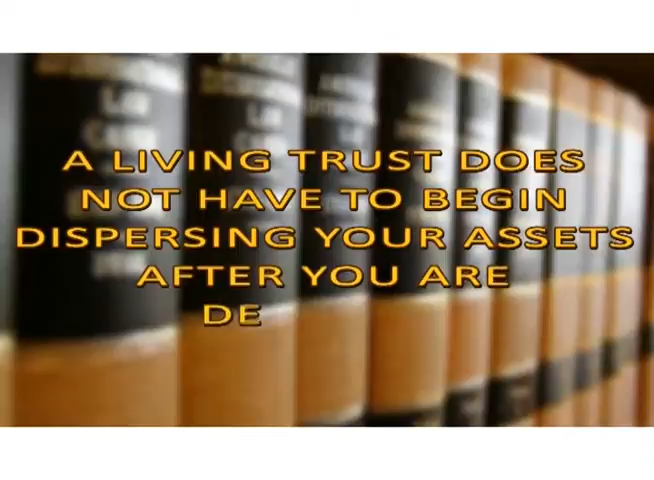 A LIVING TRUST DOES
NOT HAVE TO BEGIN
DISPERSING YOUR ASSETS
AFTER YOU ARE
DE